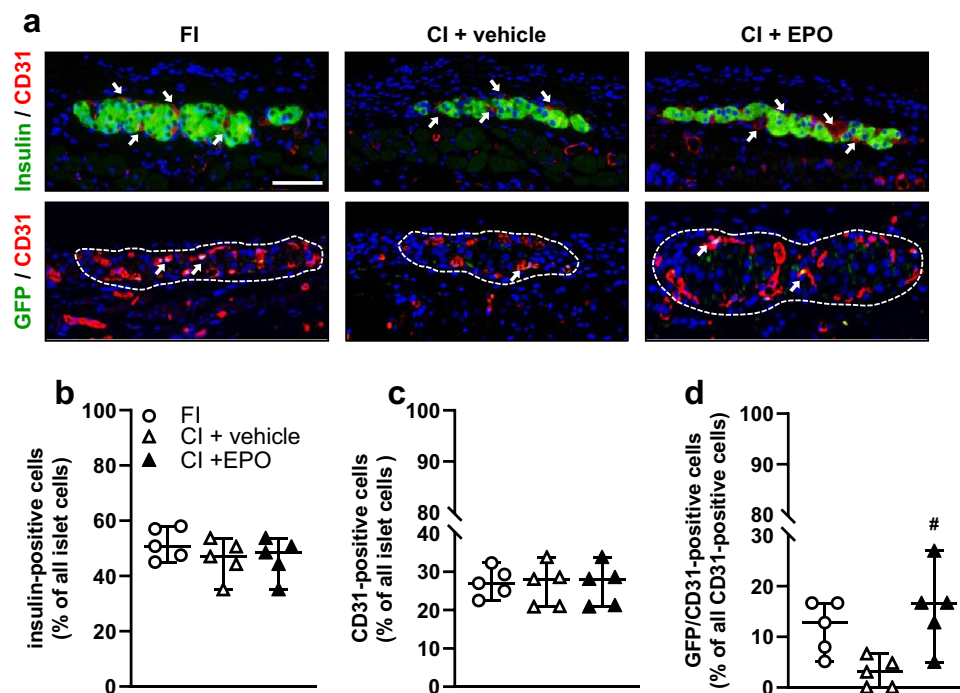 a
FI
CI + vehicle
CI + EPO
Insulin / CD31
GFP / CD31
b
insulin-positive cells
(% of all islet cells)
100
80
60
40
20
0
FI
CI + vehicle
CI +EPO
c
CD31-positive cells
(% of all islet cells )
100
90
80
40
30
20
10
0
d
GFP/CD31-positive cells
(% of all CD31-positive cells)
100
90
80
30
20
10
0
#